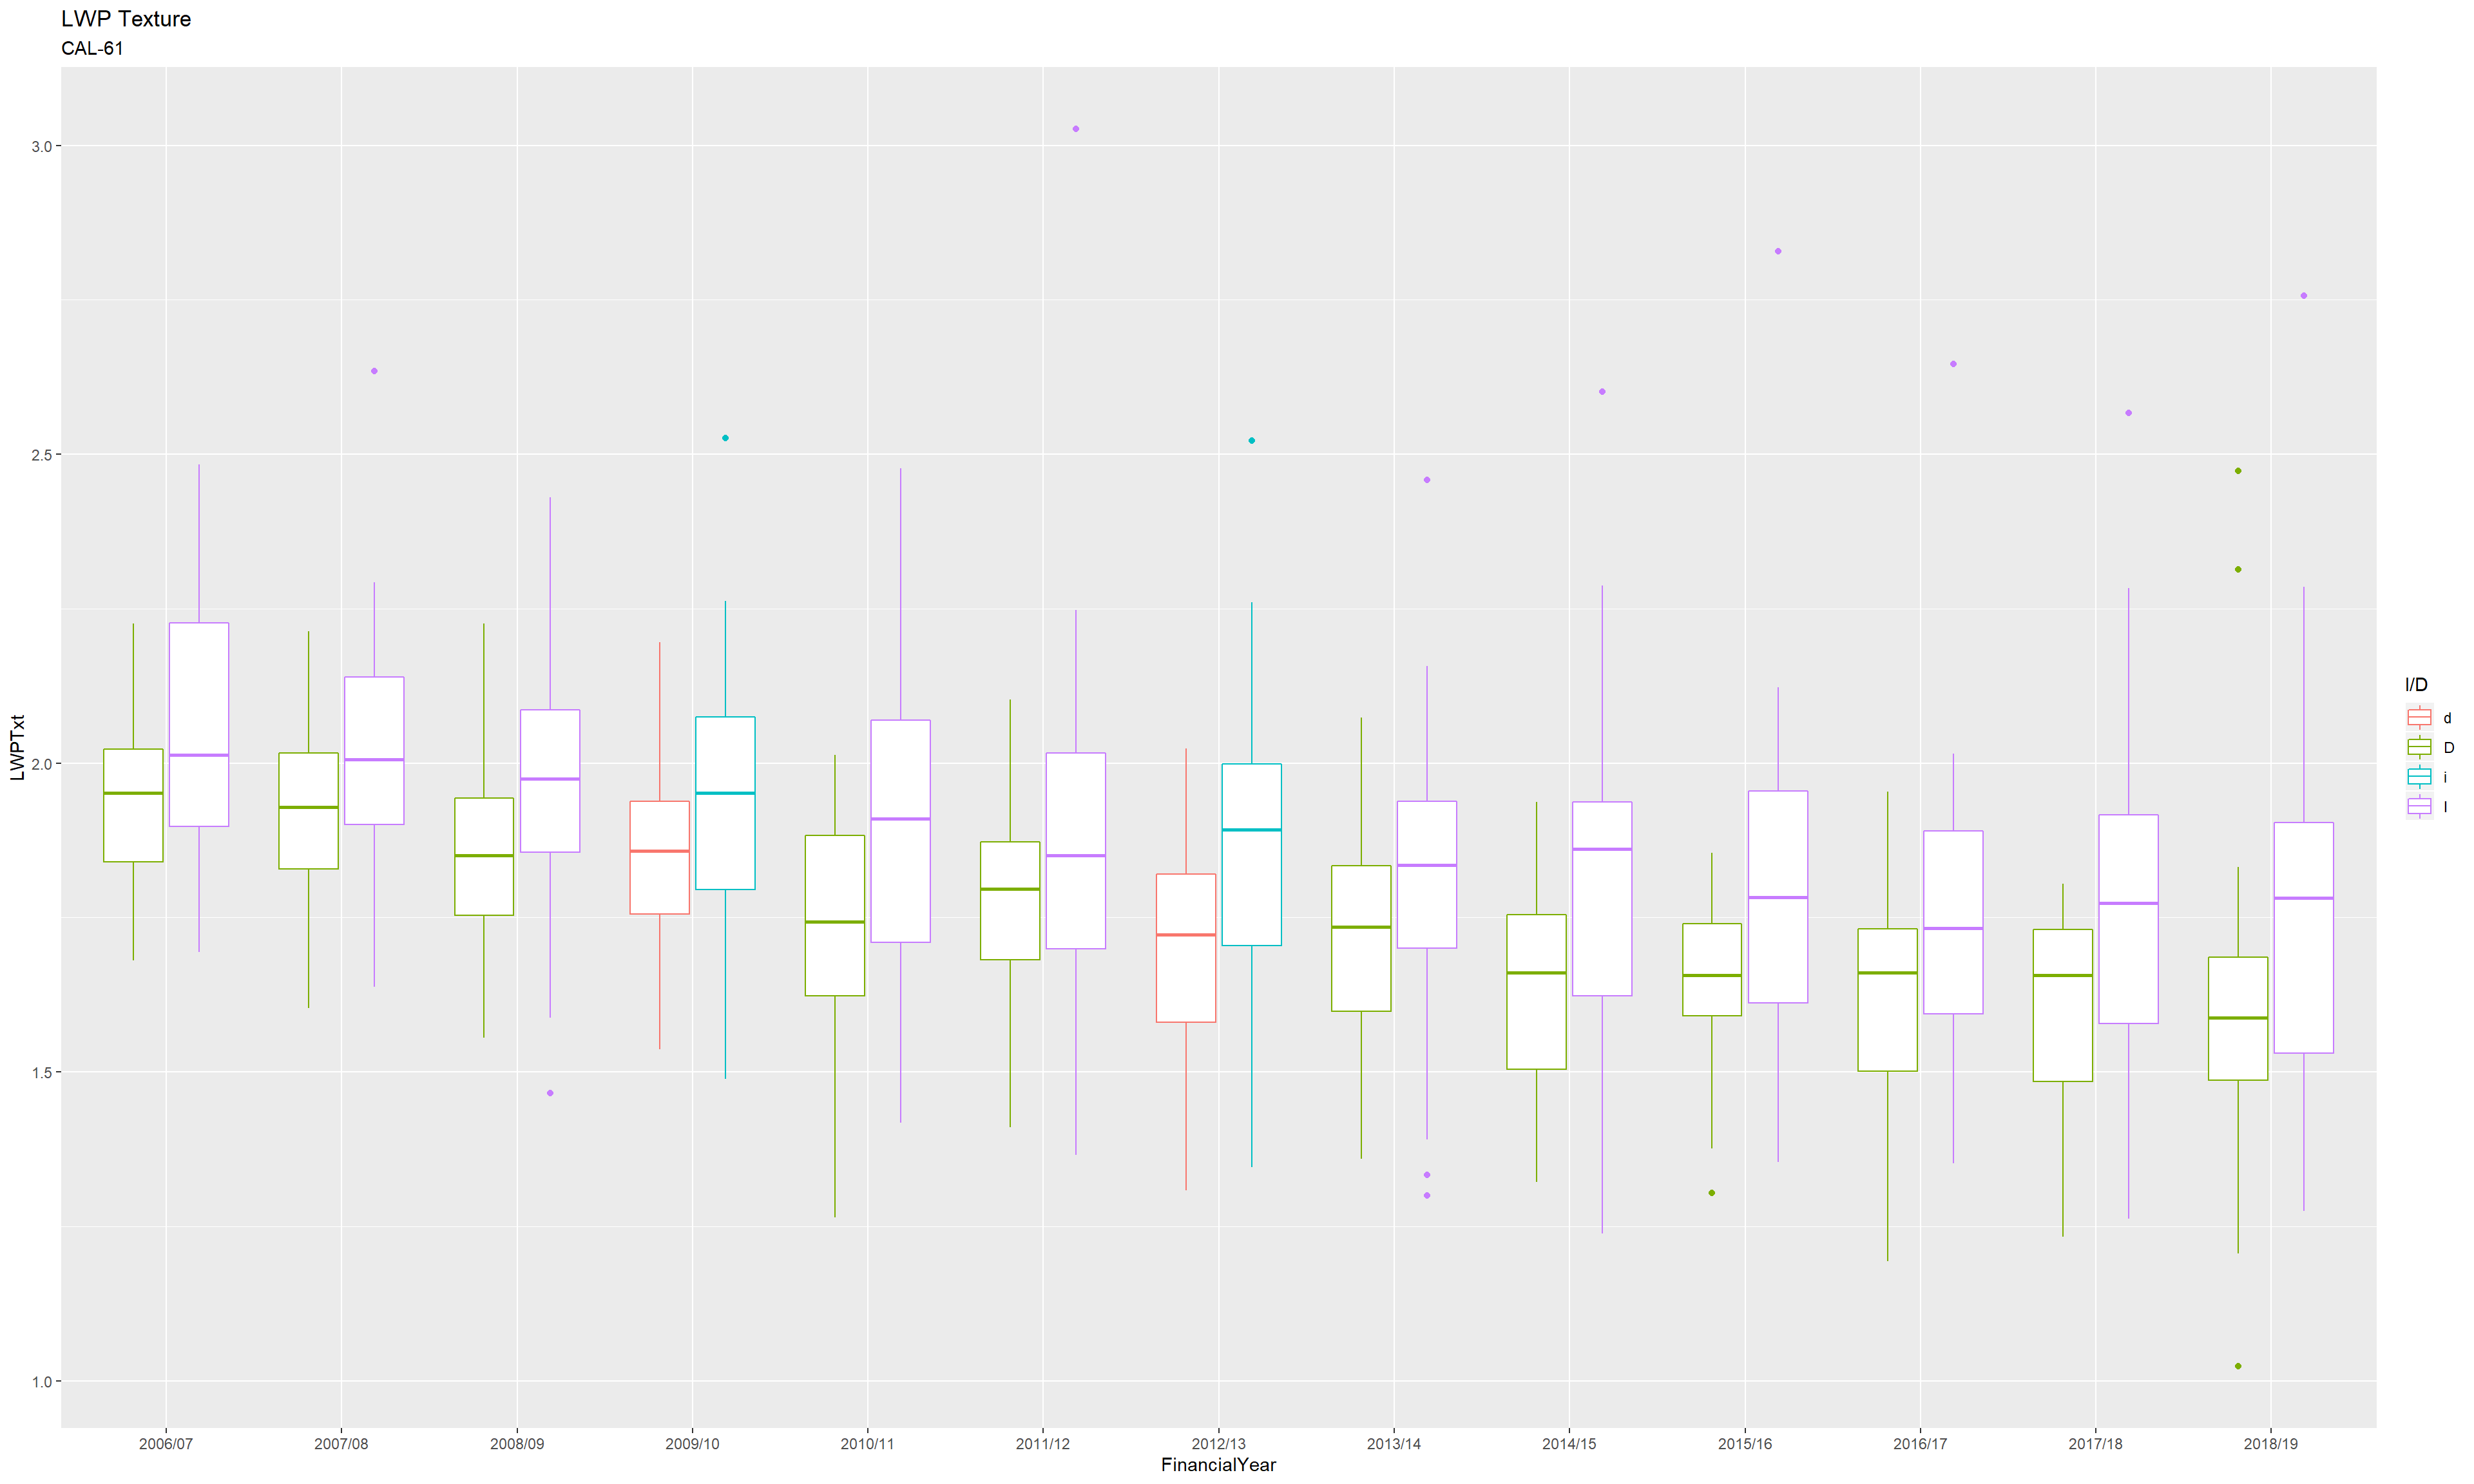 LWP Texture
CAL-61
3.0
2.5
2.0
1.5
1.0
LWPTxt
2006/07
2007/08
2008/09
2009/10
2010/11
2011/12
2012/13
2013/14
2014/15
2015/16
2016/17
2017/18
2018/19
FinancialYear
I/D
d
D
i
I